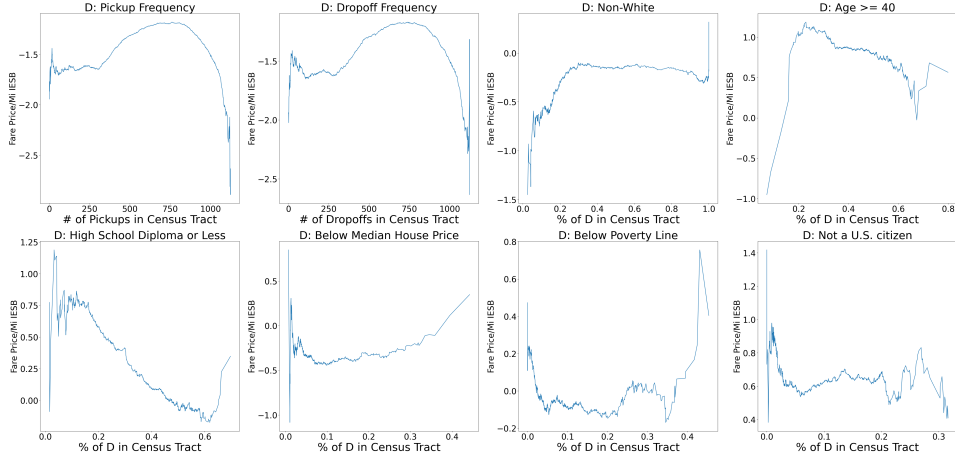 D: Pickup Frequency
Fare Price/Mi IESB
−1.5
−2.0
−2.5
0 250 500 750 1000
# of Pickups in Census Tract
D: Dropoff Frequency
Fare Price/Mi IESB
−1.5
−2.0
−2.5
0 250 500 750 1000
# of Dropoffs in Census Tract
D: Non-White
Fare Price/Mi IESB
0.0
−0.5
−1.0
−1.5
0.0 0.2 0.4 0.6 0.8 1.0
% of D in Census Tract
D: Age >= 40
Fare Price/Mi IESB
1.0
0.5
0.0
−0.5
−1.0
0.2 0.4 0.6 0.8
% of D in Census Tract
D: High School Diploma or Less
Fare Price/Mi IESB
1.25
1.00
0.75
0.50
0.25
0.00
0.0 0.2 0.4 0.6
% of D in Census Tract
D: Below Median House Price
Fare Price/Mi IESB
0.5
0.0
−0.5
−1.0
0.0 0.1 0.2 0.3 0.4
% of D in Census Tract
D: Below Poverty Line
Fare Price/Mi IESB
0.8
0.6
0.4
0.2
0.0
−0.2
0.0 0.1 0.2 0.3 0.4
% of D in Census Tract
D: Not a U.S. citizen
Fare Price/Mi IESB
1.4
1.2
1.0
0.8
0.6
0.4
0.0 0.1 0.2 0.3
% of D in Census Tract